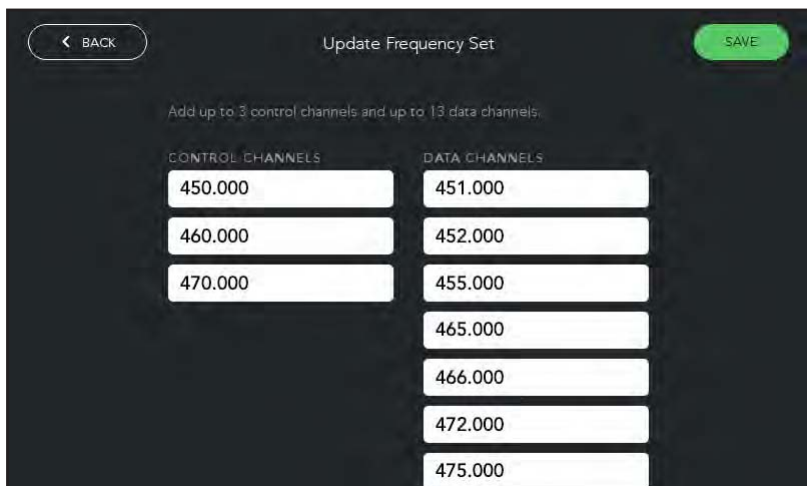 BACK
Update Frequency Set
SAVE
Add up to 3 control channels and up to 13 data channels.
CONTROL CHANNELS
450.000
460.000
470.000
DATA CHANNELS
451.000
452.000
455.000
465.000
466.000
472.000
475.000